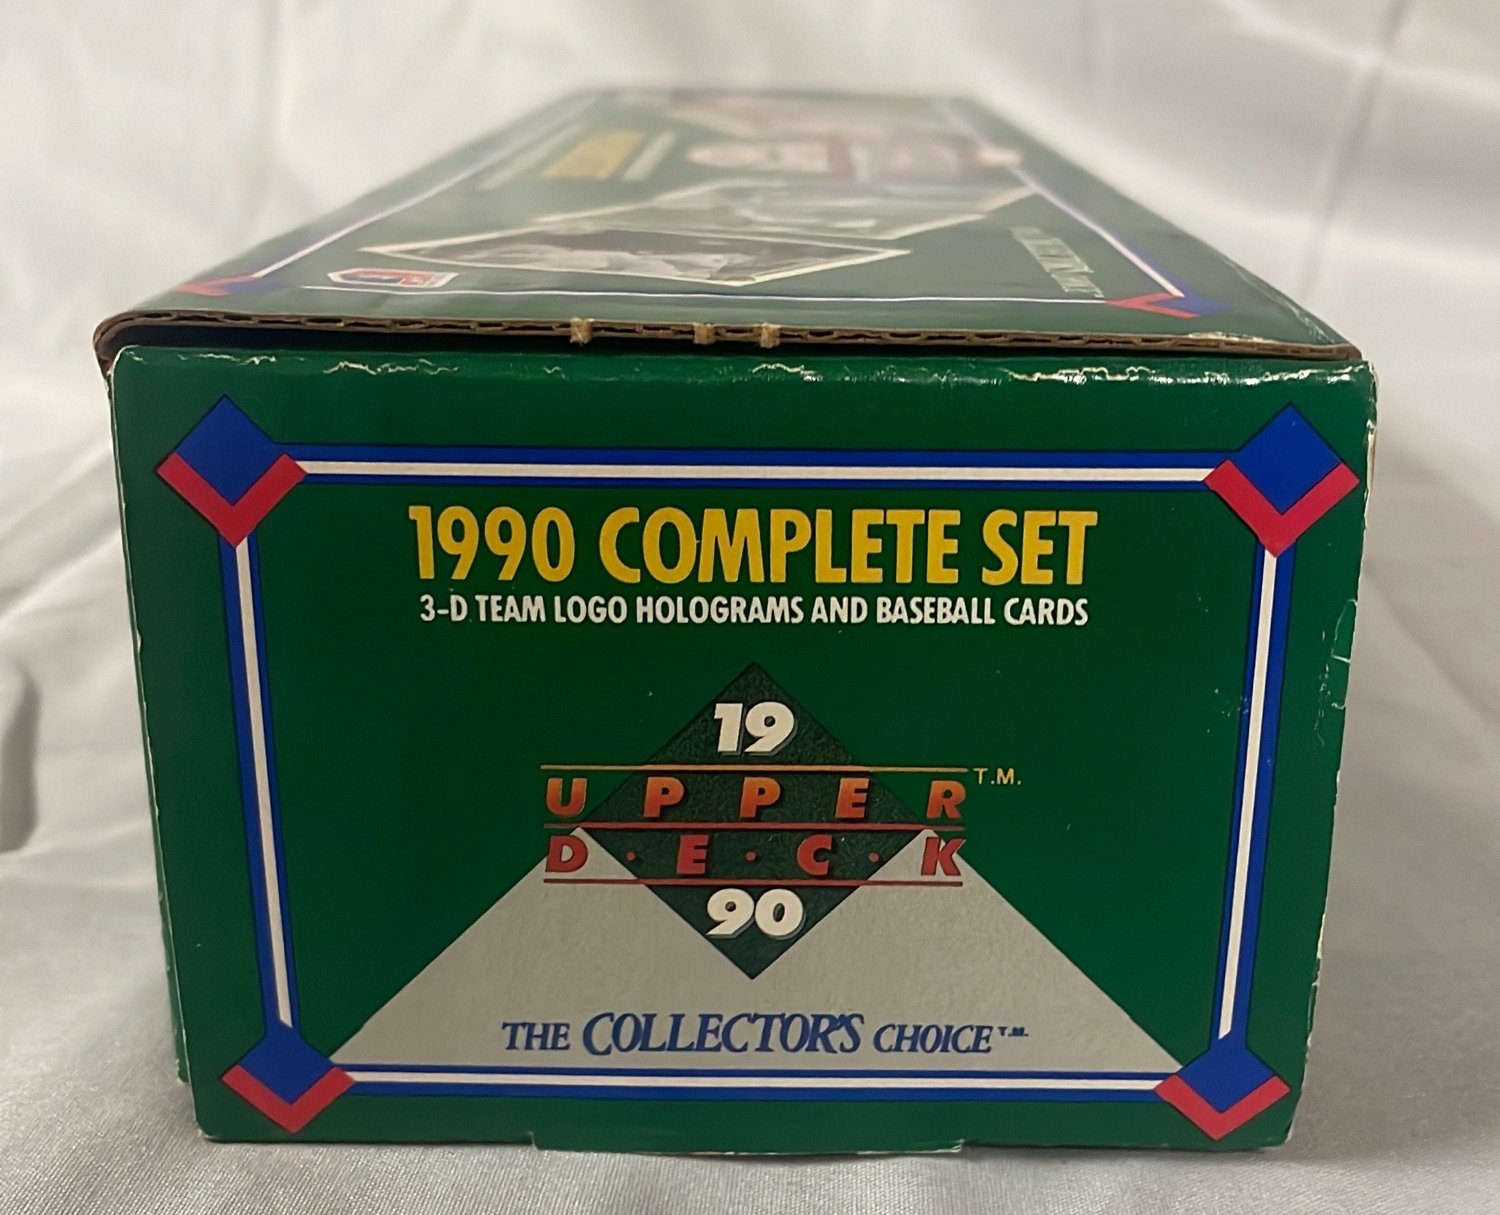 1990 COMPLETE SET
3-D TEAM LOGO HOLOGRAMS AND BASEBALL CARDS
19
UPPER T.M.
D·E·C·K
90
THE COLLECTOR'S CHOICE T.M.